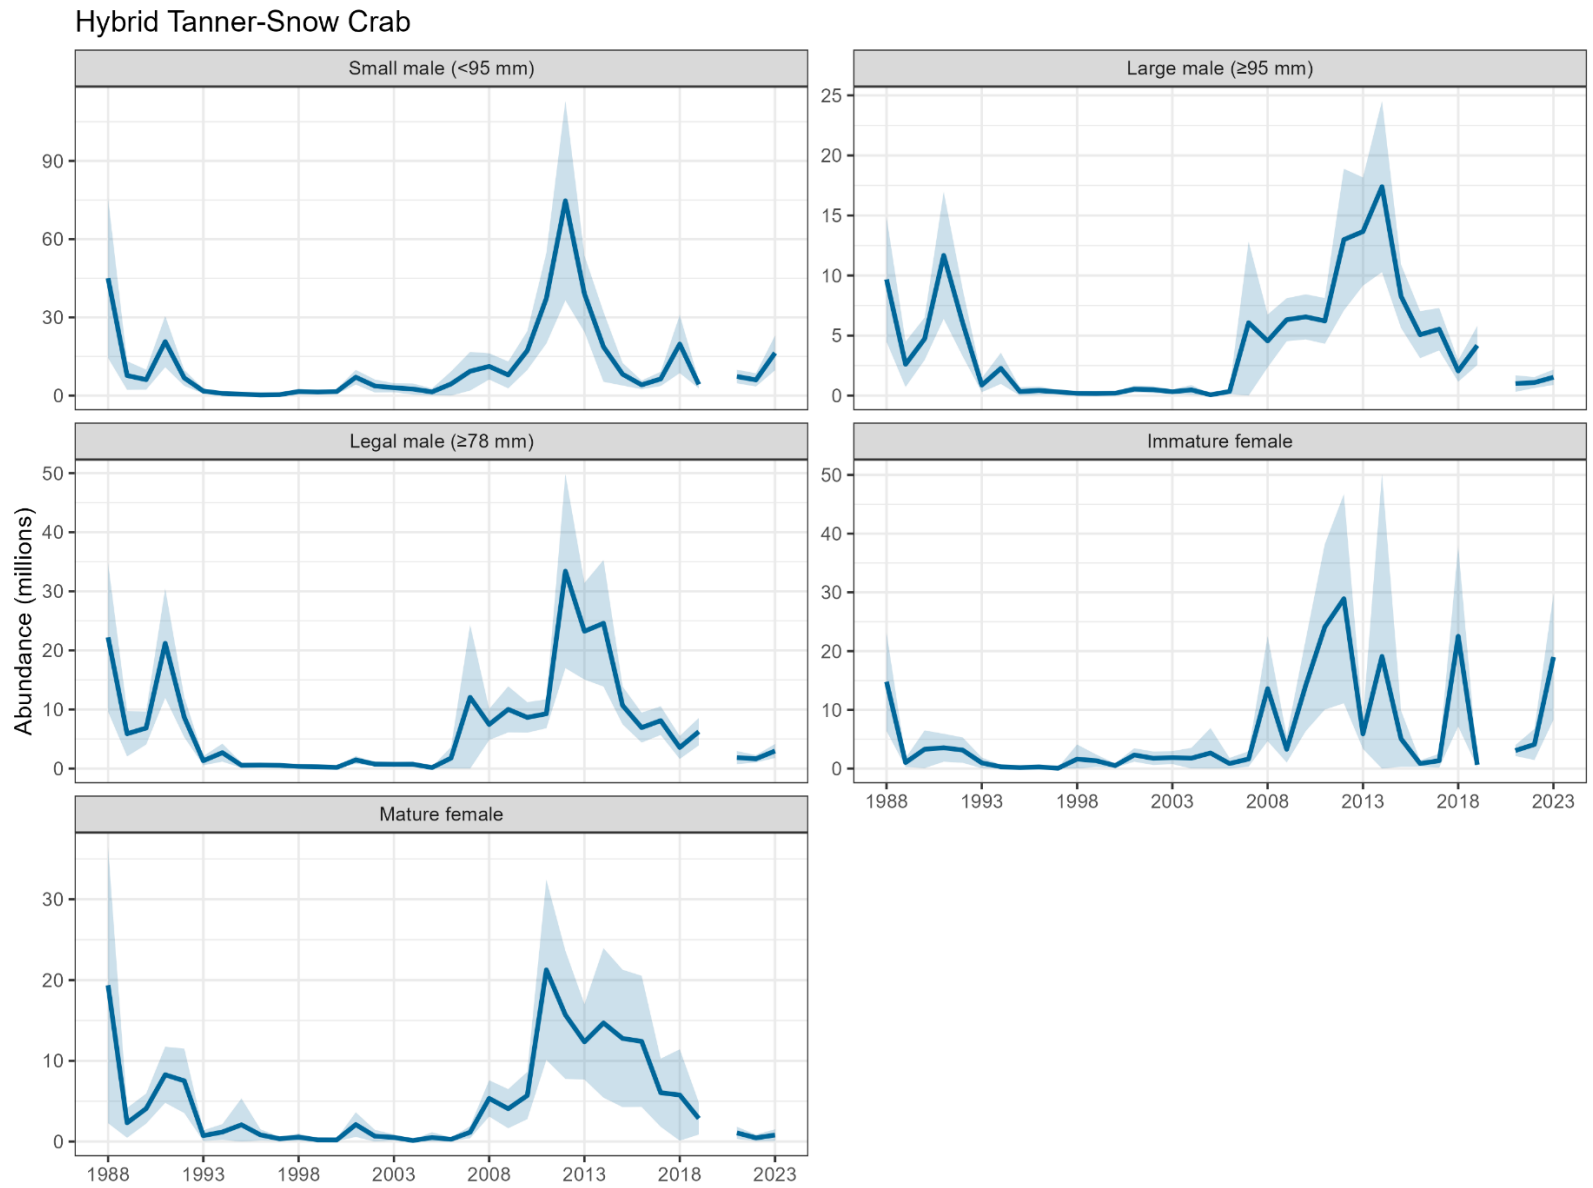 Hybrid Tanner-Snow Crab
Small male (<95 mm)
Large male (≥95 mm)
90
60
30
0
25
20
15
10
5
0
Legal male (≥78 mm)
Immature female
Abundance (millions)
50
40
30
20
10
0
50
40
30
20
10
0
1988 1993 1998 2003 2008 2013 2018 2023
Mature female
30
20
10
0
1988 1993 1998 2003 2008 2013 2018 2023